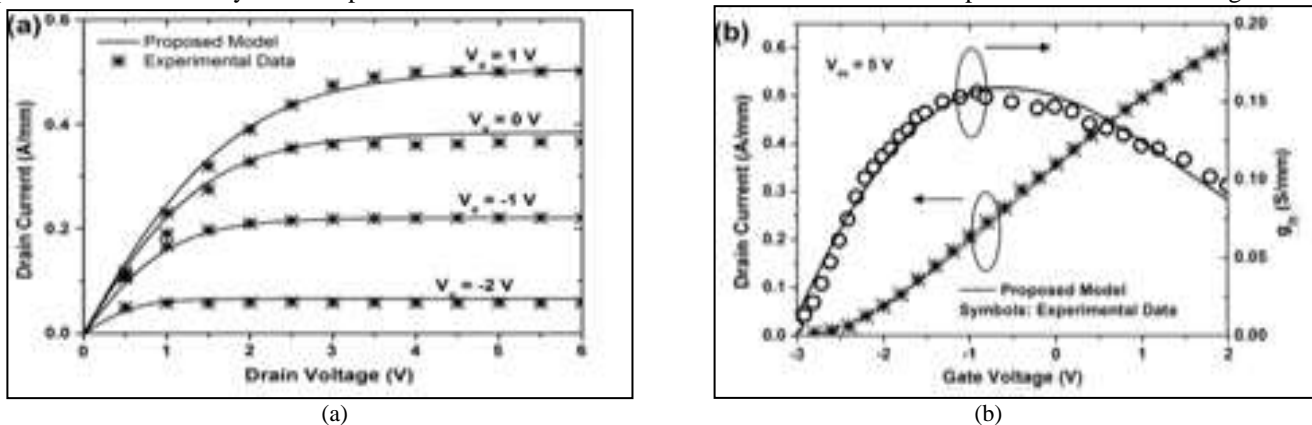 (a)
Proposed Model
Experimental Data
V = 1 V
V = 0 V
V = -1 V
V = -2 V
Drain Current (A/mm)
0.6
0.4
0.2
0.0
0 1 2 3 4 5 6
Drain Voltage (V)
(a)
(b)
V = 5 V
Proposed Model
Symbols: Experimental Data
Drain Current (A/mm)
0.6
0.5
0.4
0.3
0.2
0.1
0.0
0.20
0.15
0.10
0.05
0.00
(S/mm)
-3 -2 -1 0 1 2
Gate Voltage (V)
(b)